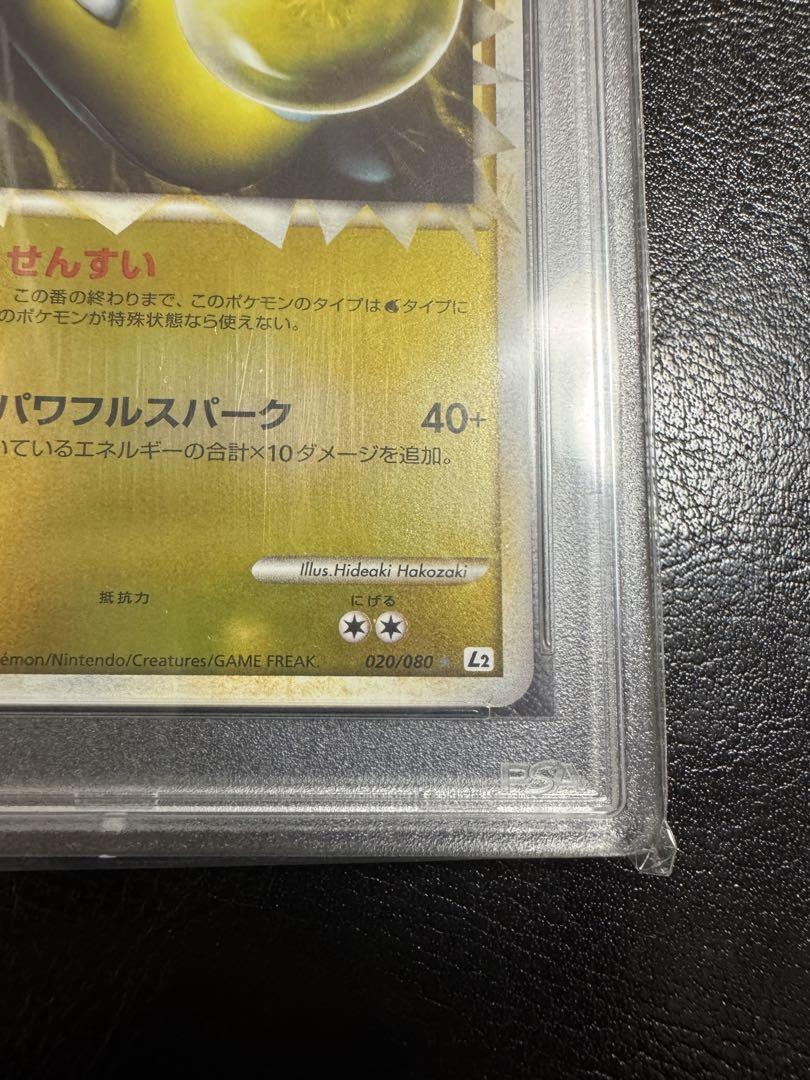 せんすい
この番の終わりまで、このポケモンのタイプはタイプに
のポケモンが特殊状態なら使えない。
パワフルスパーク 40+
いているエネルギーの合計×10ダメージを追加。
Illus.Hideaki Hakozaki
抵抗力 にげる
émon/Nintendo/Creatures/GAME FREAK. 020/080 L2
PSA